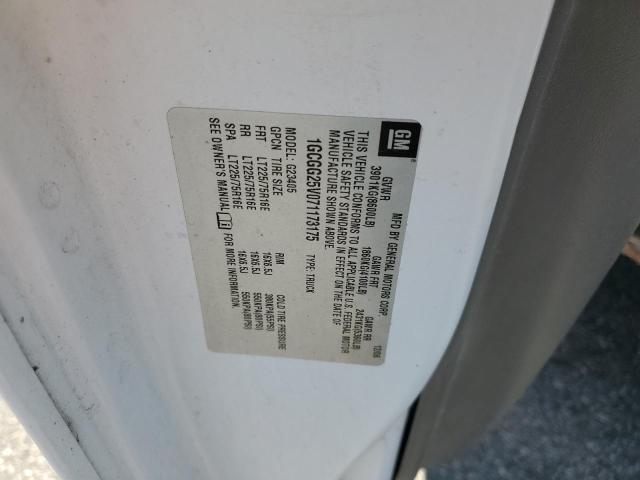 GM
MFD BY GENERAL MOTORS CORP. 12/06
GVWR GAWR FRT GAWR RR
3901KG(8600LB) 1860KG(4100LB) 2431KG(5360LB)
THIS VEHICLE CONFORMS TO ALL APPLICABLE U.S. FEDERAL MOTOR
VEHICLE SAFETY STANDARDS IN EFFECT ON THE DATE OF
MANUFACTURE SHOWN ABOVE.
1GCGG25V071173175 TYPE: TRUCK
MODEL: G23405
GPCN TIRE SIZE RIM COLD TIRE PRESSURE
FRT LT225/75R16E 16X6.5J 380KPA(55PSI)
RR LT225/75R16E 16X6.5J 550KPA(80PSI)
SPA LT225/75R16E 16X6.5J 550KPA(80PSI)
SEE OWNER'S MANUAL FOR MORE INFORMATION